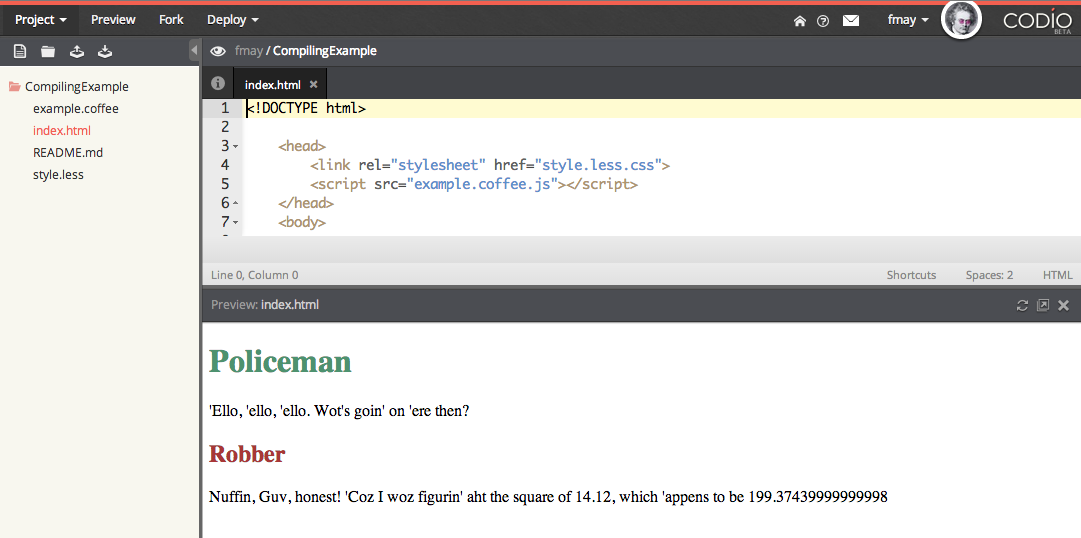 Project Preview Fork Deploy fmay CODIO
BETA
fmay / CompilingExample
CompilingExample
example.coffee
index.html
README.md
style.less
index.html
1 <!DOCTYPE html>
2
3 <head>
4 <link rel="stylesheet" href="style.less.css">
5 <script src="example.coffee.js"></script>
6 </head>
7 <body>
Line 0, Column 0 Shortcuts Spaces: 2 HTML
Preview: index.html
Policeman
'Ello, 'ello, 'ello. Wot's goin' on 'ere then?
Robber
Nuffin, Guv, honest! 'Coz I woz figurin' aht the square of 14.12, which 'appens to be 199.37439999999998